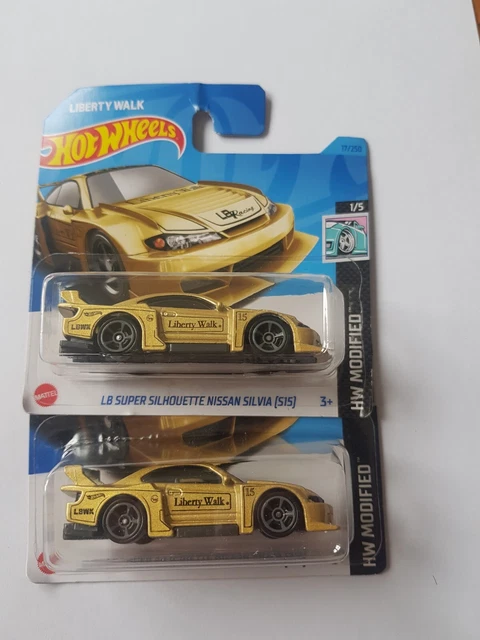 LIBERTY WALK
HOT WHEELS
17/250
LB Racing
1/5
LBWK
Liberty Walk.
15
HW MODIFIED
MATTEL
LB SUPER SILHOUETTE NISSAN SILVIA (S15)
3+
LBWK
Liberty Walk.
15
HW MODIFIED